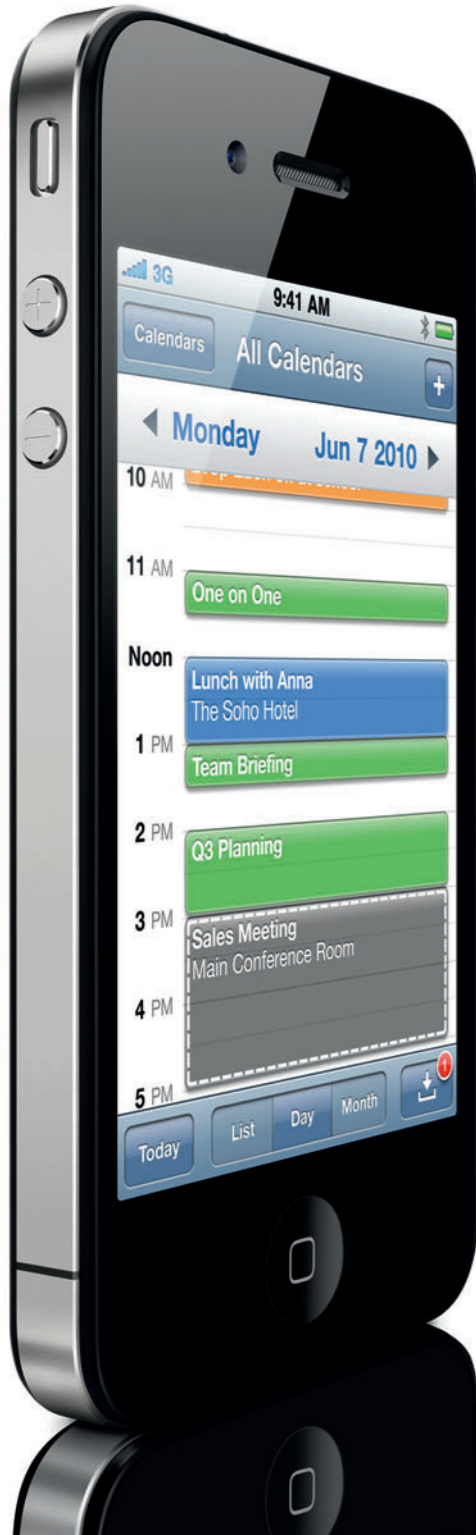 3G
9:41 AM
Calendars
All Calendars
+
Monday
Jun 7 2010
10 AM
11 AM
One on One
Noon
Lunch with Anna
The Soho Hotel
1 PM
Team Briefing
2 PM
Q3 Planning
3 PM
Sales Meeting
Main Conference Room
4 PM
5 PM
Today
List
Day
Month
1